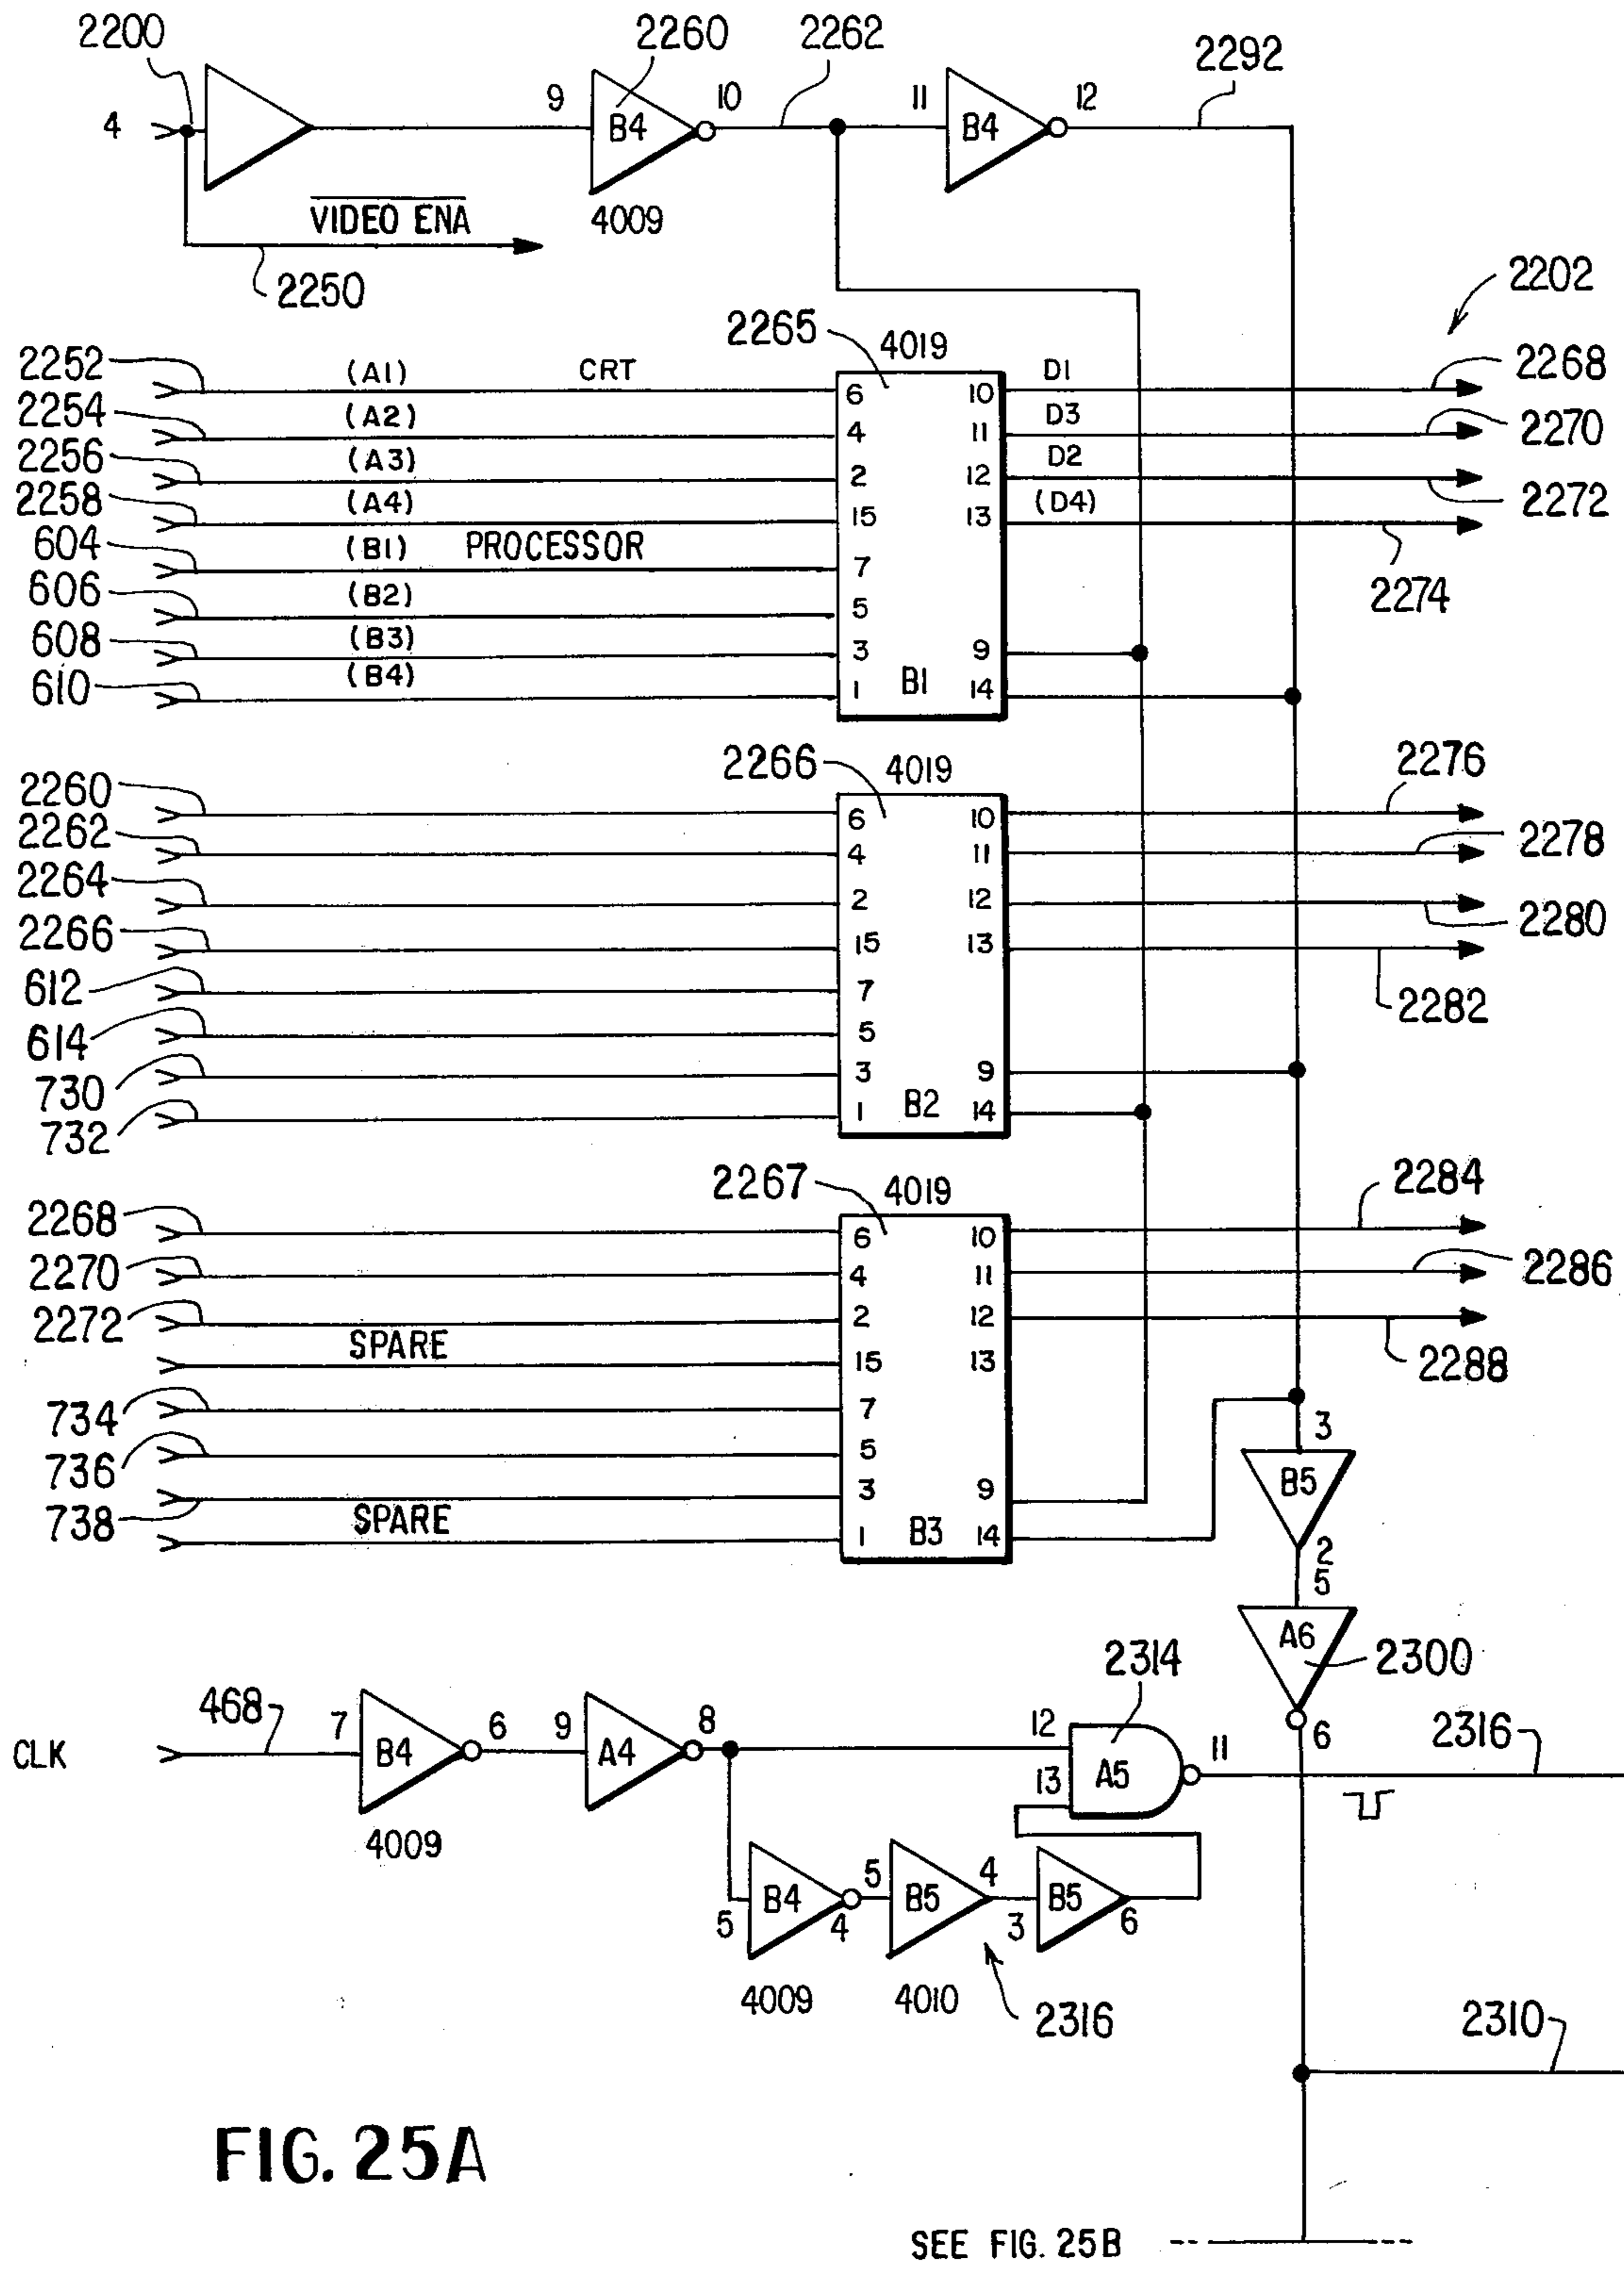 2200 2260 2262 2292
4 9 B4 10 11 B4 12
VIDEO ENA 4009
2250
2202
2265 4019
2252 (A1) CRT 6 10 D1 2268
2254 (A2) 4 11 D3 2270
2256 (A3) 2 12 D2 2272
2258 (A4) 15 13 (D4) 2274
604 (B1) PROCESSOR 7
606 (B2) 5
608 (B3) 3 9
610 (B4) 1 B1 14
2266 4019
2260 6 10 2276
2262 4 11 2278
2264 2 12 2280
2266 15 13 2282
612 7
614 5
730 3 9
732 1 B2 14
2267 4019
2268 6 10 2284
2270 4 11 2286
2272 2 12 2288
SPARE 15 13
734 7 3
736 5 B5
738 3 9
SPARE 1 B3 14 2
5
A6 2300
2314
468 7 6 9 8 12 11 6 2316
CLK B4 A4 13 A5
4009
5 B4 4 5 B5 4 3 B5 6
4009 4010 2316
2310
FIG. 25A
SEE FIG. 25B